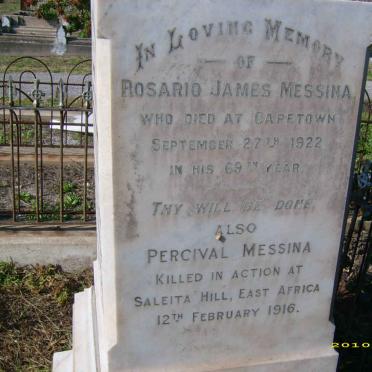 IN LOVING MEMORY
OF
ROSARIO JAMES MESSINA
WHO DIED AT CAPETOWN
SEPTEMBER 27TH 1922
IN HIS 69TH YEAR.
THY WILL BE DONE.
ALSO
PERCIVAL MESSINA
KILLED IN ACTION AT
SALEITA HILL, EAST AFRICA
12TH FEBRUARY 1916.
2010